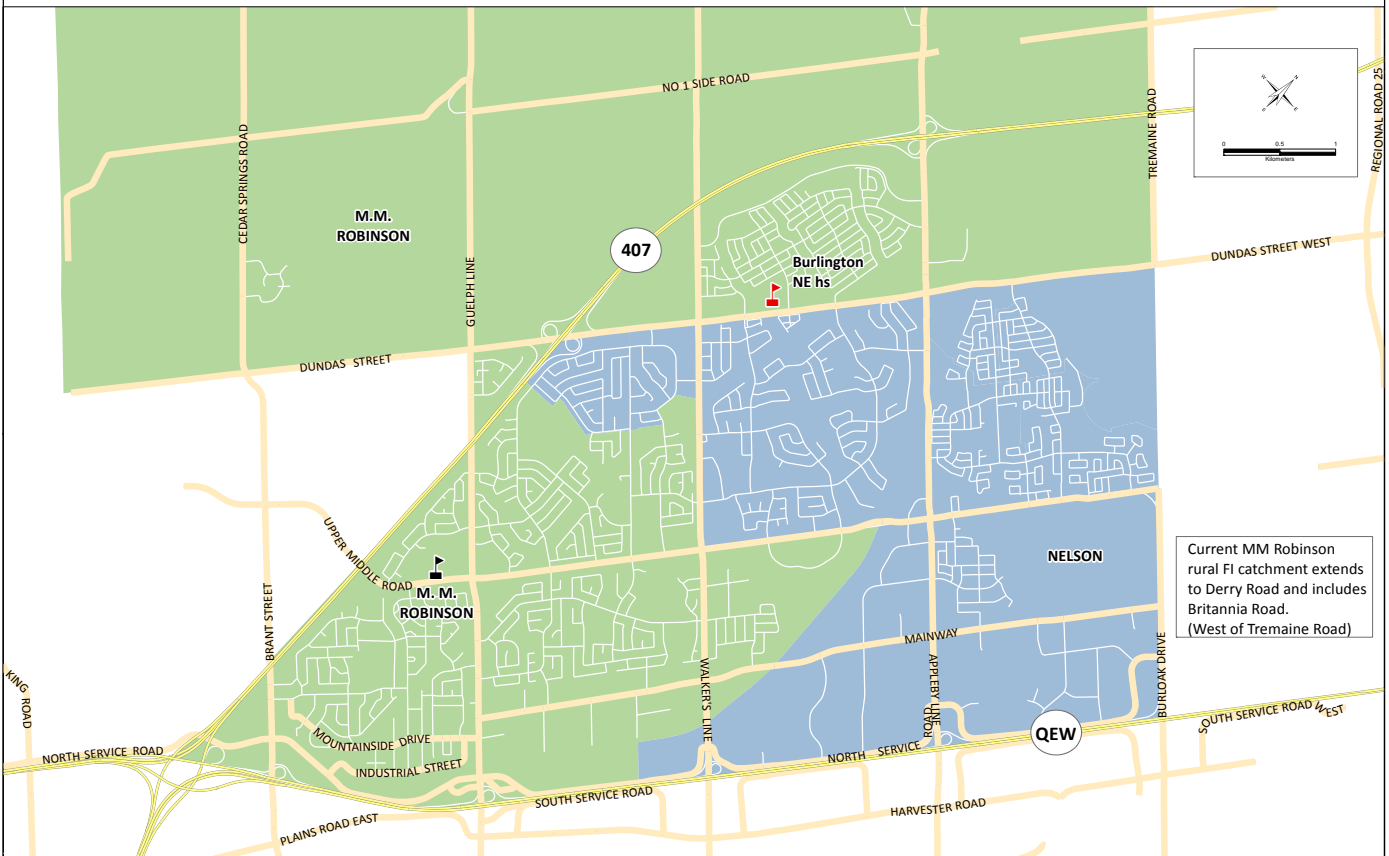 NO 1 SIDE ROAD
CEDAR SPRINGS ROAD
M.M.
ROBINSON
GUELPH LINE
407
Burlington
NE hs
TREMAINE ROAD
0 0.5 1
Kilometers
REGIONAL ROAD 25
DUNDAS STREET WEST
DUNDAS STREET
UPPER MIDDLE ROAD
M. M.
ROBINSON
NELSON
Current MM Robinson
rural FI catchment extends
to Derry Road and includes
Britannia Road.
(West of Tremaine Road)
BRANT STREET
MAINWAY
WALKER'S LINE
APPLEBY LINE
ROAD
BURLOAK DRIVE
KING ROAD
NORTH SERVICE ROAD
MOUNTAINSIDE DRIVE
INDUSTRIAL STREET
NORTH SERVICE
QEW
SOUTH SERVICE ROAD WEST
SOUTH SERVICE ROAD
HARVESTER ROAD
PLAINS ROAD EAST